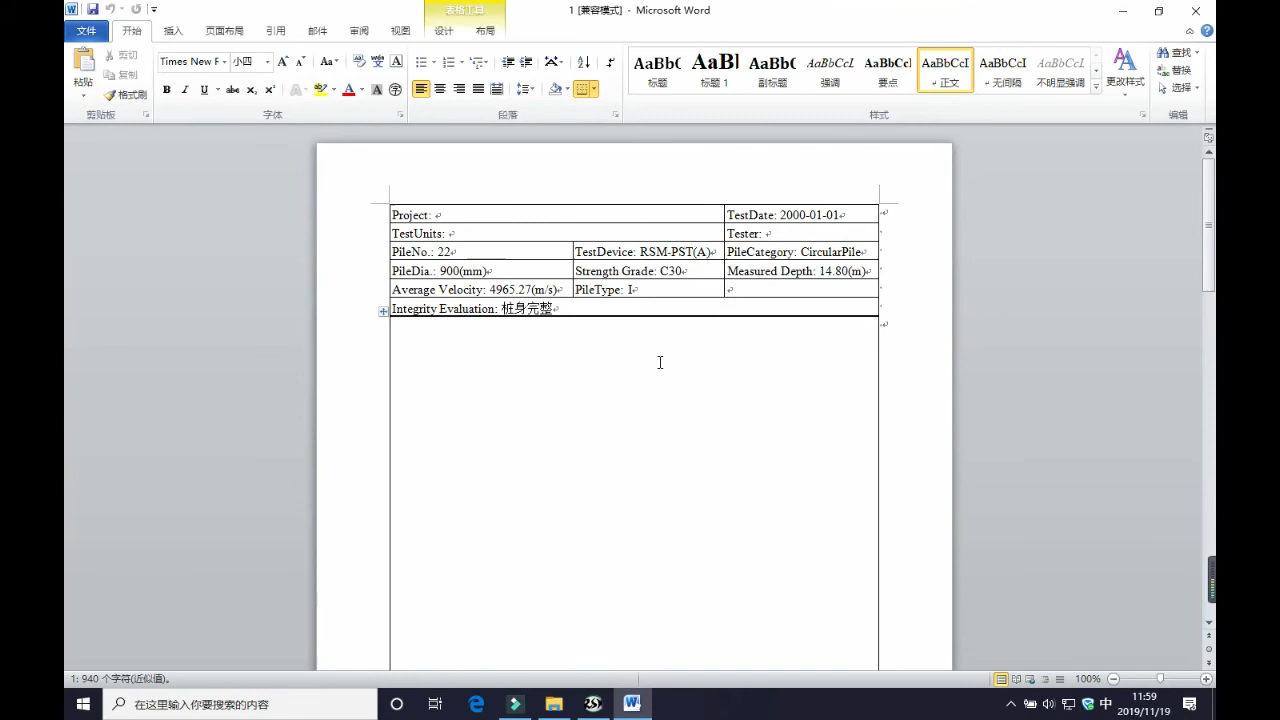 表格工具
1 [兼容模式] - Microsoft Word
文件 开始 插入 页面布局 引用 邮件 审阅 视图 设计 布局
粘贴 剪切 复制 格式刷
Times New F 小四
AaBbC AaBl AaBbC AaBbCcL AaBbCc AaBbCcI AaBbCcI AaBbCcL
标题 标题 1 副标题 强调 要点 正文 无间隔 不明显强调 更改样式
查找 替换 选择
剪贴板 字体 段落 样式 编辑
Project: TestDate: 2000-01-01
TestUnits: Tester:
PileNo.: 22 TestDevice: RSM-PST(A) PileCategory: CircularPile
PileDia.: 900(mm) Strength Grade: C30 Measured Depth: 14.80(m)
Average Velocity: 4965.27(m/s) PileType: I
Integrity Evaluation: 桩身完整
1: 940 个字符(近似值)。 100%
在这里输入你要搜索的内容 中 11:59
2019/11/19